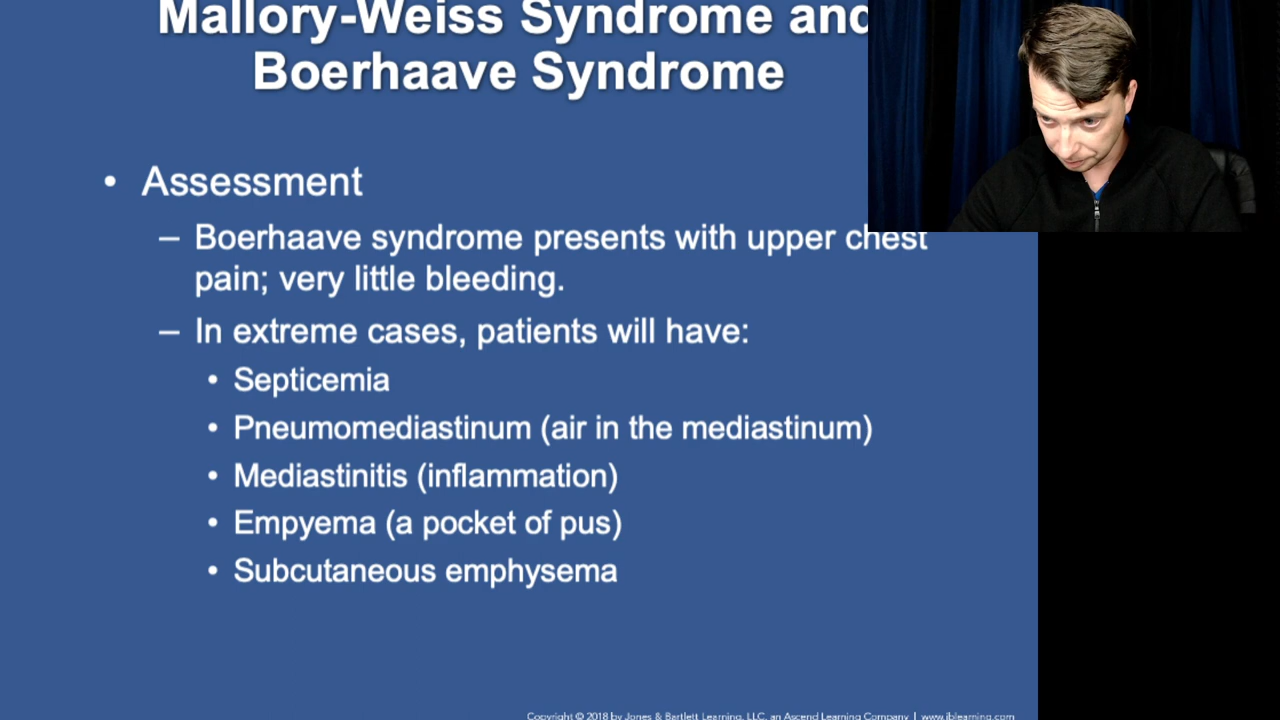 Mallory-Weiss Syndrome and
Boerhaave Syndrome
• Assessment
– Boerhaave syndrome presents with upper chest
pain; very little bleeding.
– In extreme cases, patients will have:
• Septicemia
• Pneumomediastinum (air in the mediastinum)
• Mediastinitis (inflammation)
• Empyema (a pocket of pus)
• Subcutaneous emphysema
Copyright © 2018 by Jones & Bartlett Learning, LLC, an Ascend Learning Company | www.jblearning.com